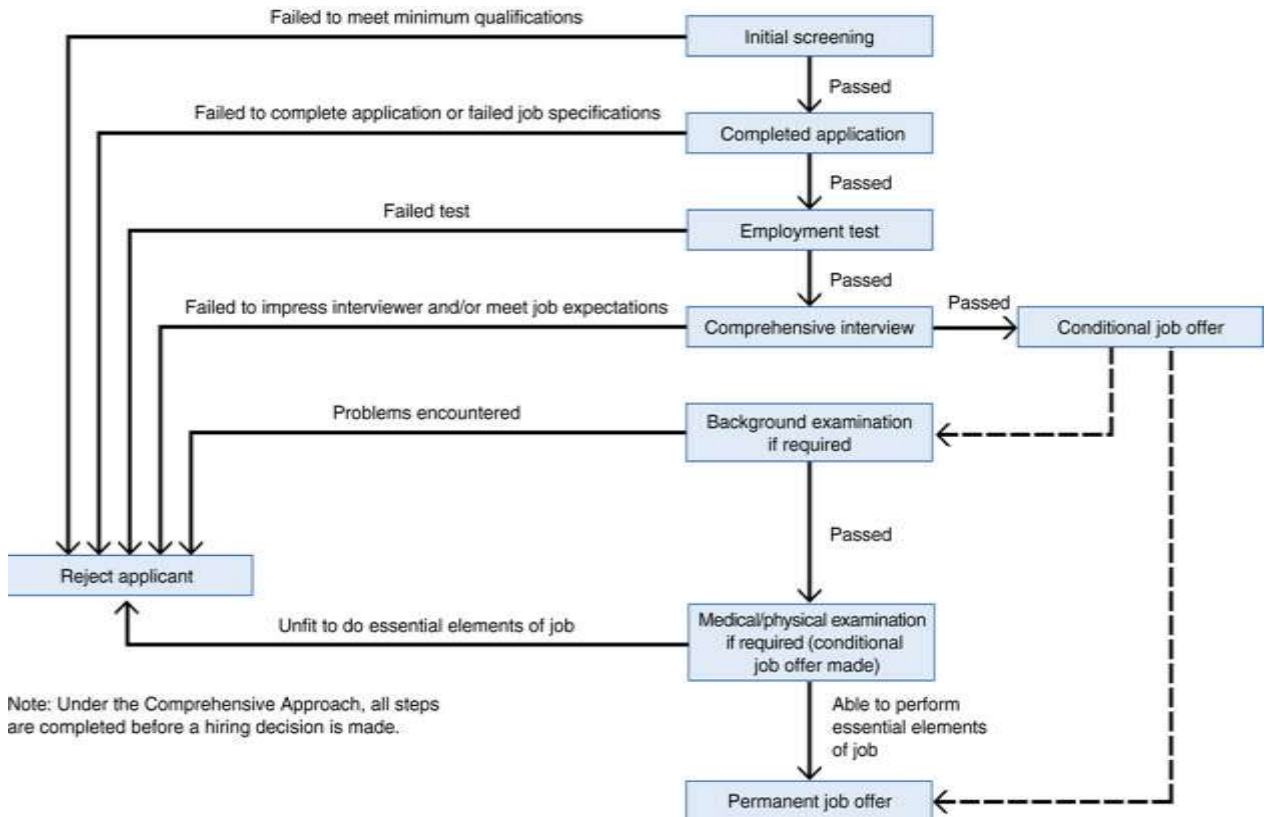 Failed to meet minimum qualifications
Initial screening
Passed
Failed to complete application or failed job specifications
Completed application
Passed
Failed test
Employment test
Passed
Failed to impress interviewer and/or meet job expectations
Comprehensive interview
Passed
Conditional job offer
Problems encountered
Background examination
if required
Passed
Reject applicant
Unfit to do essential elements of job
Medical/physical examination
if required (conditional
job offer made)
Note: Under the Comprehensive Approach, all steps
are completed before a hiring decision is made.
Able to perform
essential elements
of job
Permanent job offer